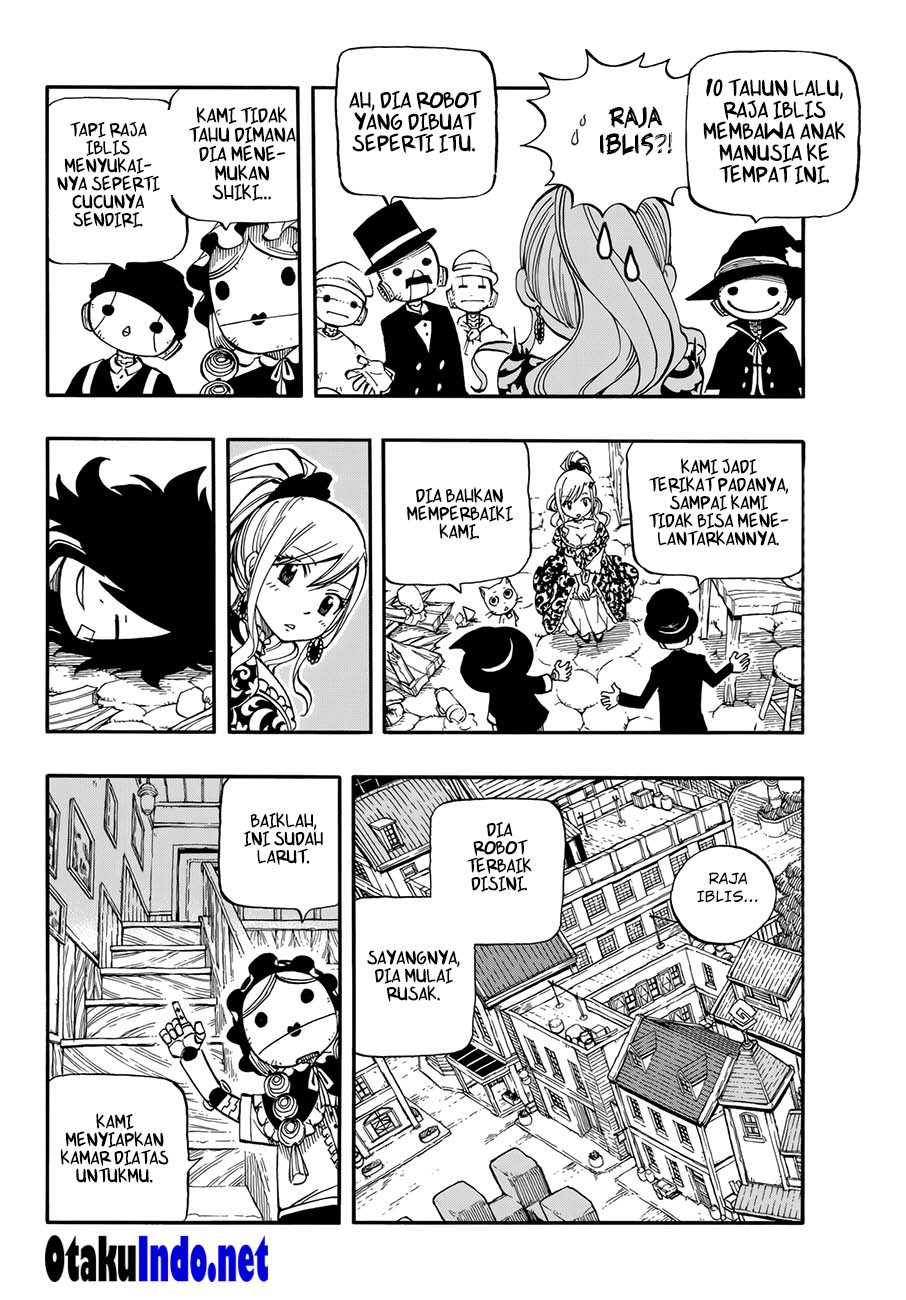 10 TAHUN LALU,
RAJA IBLIS
MEMBAWA ANAK
MANUSIA KE
TEMPAT INI.
RAJA
IBLIS?!
AH, DIA ROBOT
YANG DIBUAT
SEPERTI ITU.
KAMI TIDAK
TAHU DIMANA
DIA MENE-
MUKAN
SHIKI...
TAPI RAJA
IBLIS
MENYUKAI-
NYA SEPERTI
CUCUNYA
SENDIRI.
KAMI JADI
TERIKAT PADANYA,
SAMPAI KAMI
TIDAK BISA MENE-
LANTARKANNYA.
DIA BAHKAN
MEMPERBAIKI
KAMI.
RAJA
IBLIS...
DIA
ROBOT
TERBAIK
DISINI.
SAYANGNYA,
DIA MULAI
RUSAK.
BAIKLAH,
INI SUDAH
LARUT.
KAMI
MENYIAPKAN
KAMAR DIATAS
UNTUKMU.
OtakuIndo.net